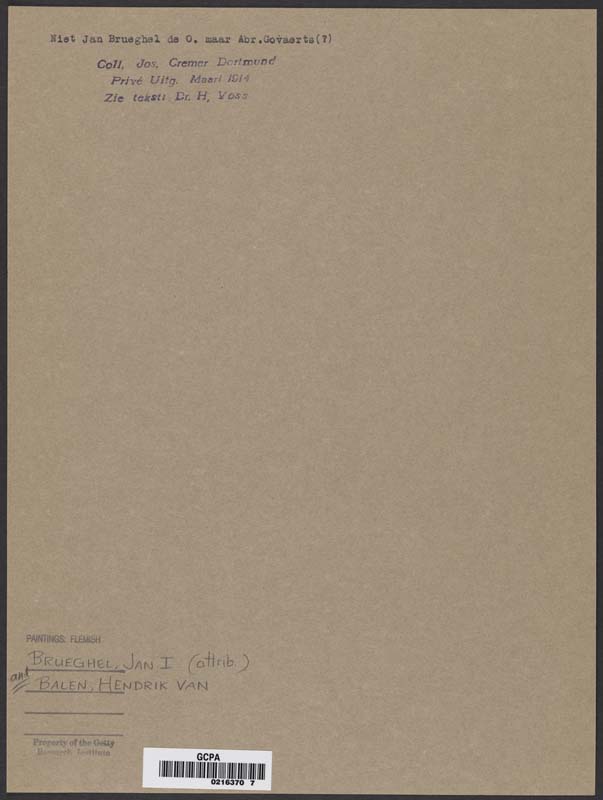 Niet Jan Brueghel de O. maar Abr.Govaerts(?)
Coll, Jos, Cremer Dortmund
Privé Uitg. Maart 1914
Zie tekst: Dr. H, Voss
PAINTINGS: FLEMISH
BRUEGHEL, JAN I (attrib.)
and BALEN, HENDRIK VAN
Property of the Getty
Research Institute
GCPA
0216370 7